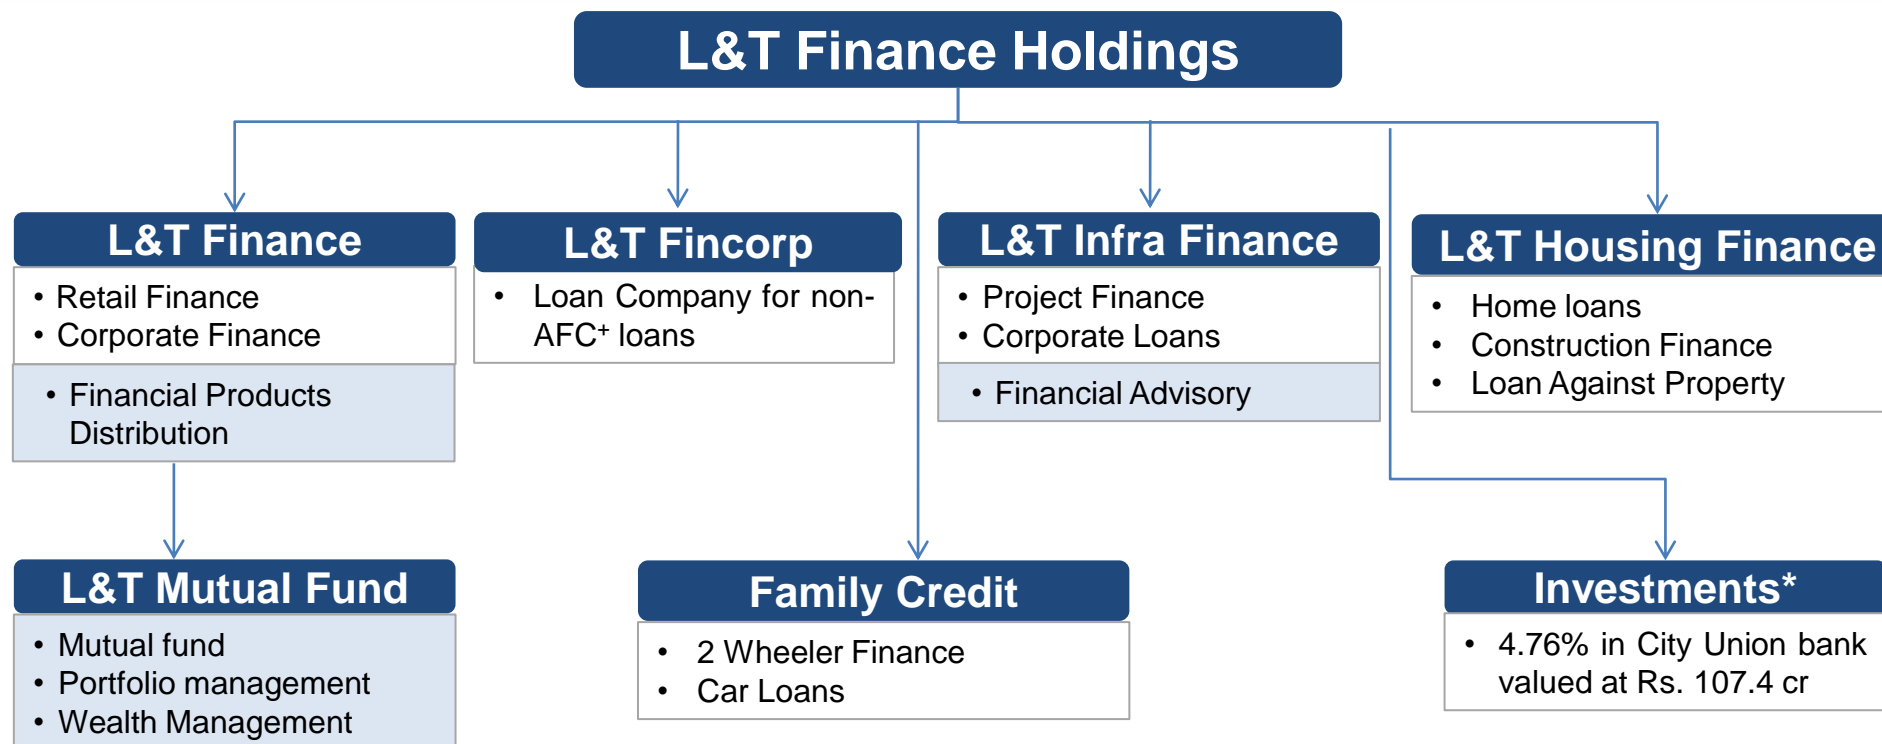 L&T Finance Holdings
L&T Finance
• Retail Finance
• Corporate Finance
• Financial Products
Distribution
L&T Fincorp
• Loan Company for non-
AFC⁺ loans
L&T Infra Finance
• Project Finance
• Corporate Loans
• Financial Advisory
L&T Housing Finance
• Home loans
• Construction Finance
• Loan Against Property
L&T Mutual Fund
• Mutual fund
• Portfolio management
• Wealth Management
Family Credit
• 2 Wheeler Finance
• Car Loans
Investments*
• 4.76% in City Union bank
valued at Rs. 107.4 cr